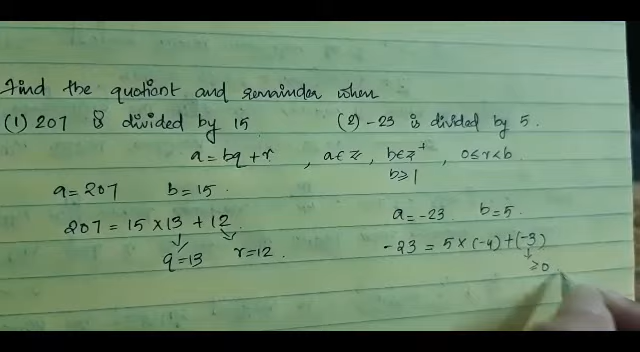 Find the quotient and remainder when
(1) 207 is divided by 15 (2) -23 is divided by 5.
a = bq + r , a ∈ Z, b ∈ Z⁺, 0 ≤ r < b
b ≥ 1
a = 207 b = 15.
a = -23 b = 5.
207 = 15 × 13 + 12
-23 = 5 × (-4) + (-3)
q = 13 r = 12.
≥ 0